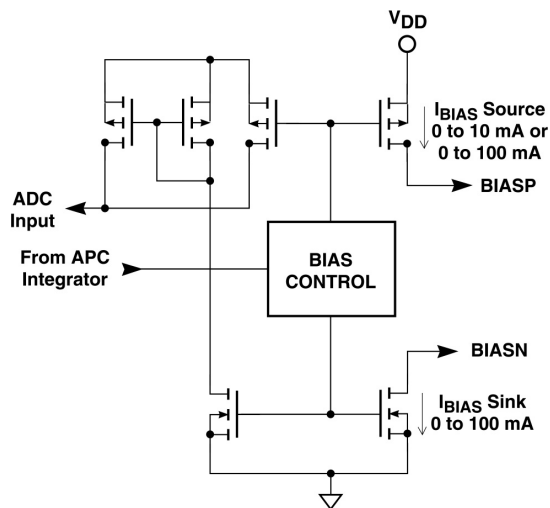 VDD
IBIAS Source
0 to 10 mA or
0 to 100 mA
BIASP
ADC
Input
From APC
Integrator
BIAS
CONTROL
BIASN
IBIAS Sink
0 to 100 mA